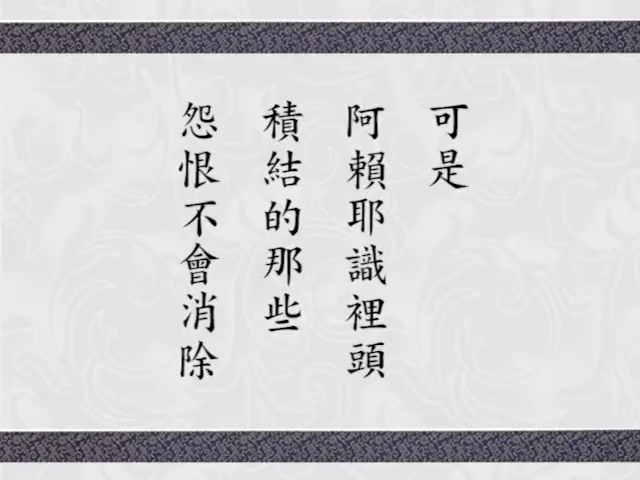 可是
阿賴耶識裡頭
積結的那些
怨恨不會消除